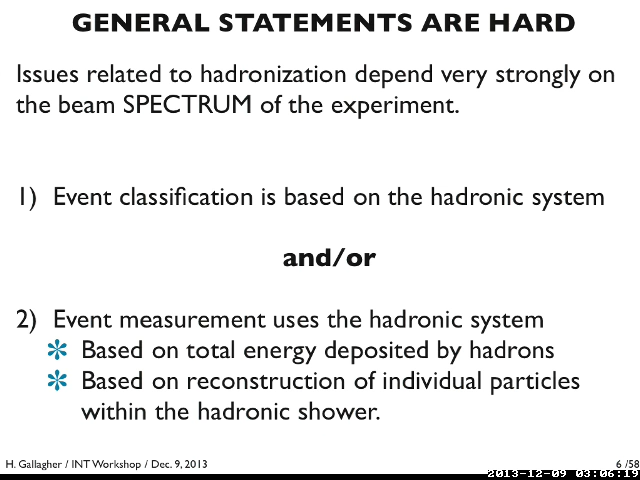 GENERAL STATEMENTS ARE HARD
Issues related to hadronization depend very strongly on
the beam SPECTRUM of the experiment.
1) Event classification is based on the hadronic system
and/or
2) Event measurement uses the hadronic system
✻ Based on total energy deposited by hadrons
✻ Based on reconstruction of individual particles
within the hadronic shower.
H. Gallagher / INT Workshop / Dec. 9, 2013
6 /58
2013-12-09 03:06:19